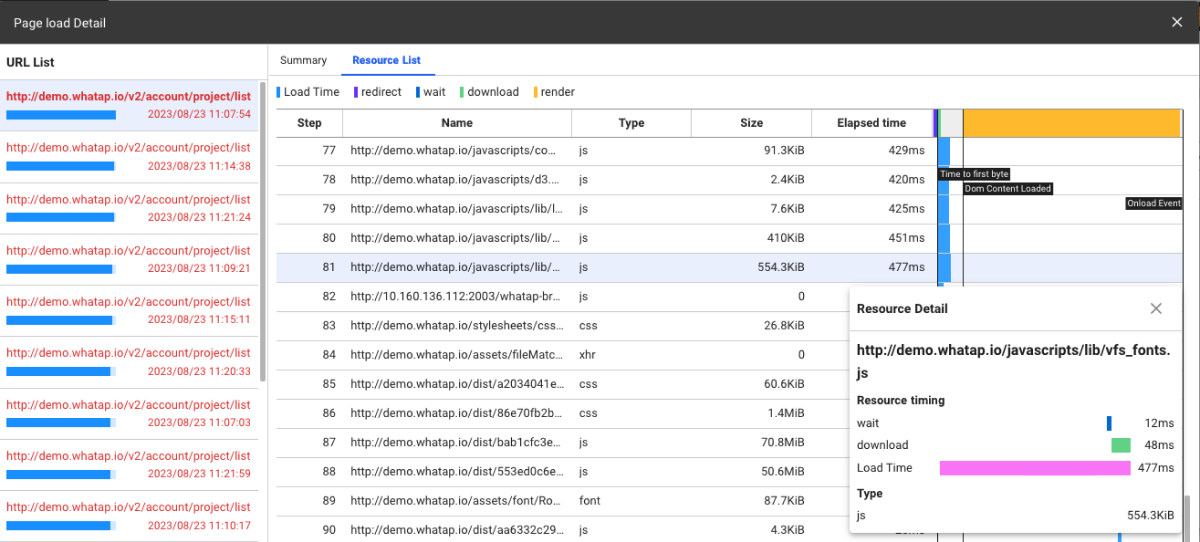 Page load Detail
URL List
http://demo.whatap.io/v2/account/project/list
2023/08/23 11:07:54
http://demo.whatap.io/v2/account/project/list
2023/08/23 11:14:38
http://demo.whatap.io/v2/account/project/list
2023/08/23 11:21:24
http://demo.whatap.io/v2/account/project/list
2023/08/23 11:09:21
http://demo.whatap.io/v2/account/project/list
2023/08/23 11:15:11
http://demo.whatap.io/v2/account/project/list
2023/08/23 11:20:33
http://demo.whatap.io/v2/account/project/list
2023/08/23 11:07:03
http://demo.whatap.io/v2/account/project/list
2023/08/23 11:21:59
http://demo.whatap.io/v2/account/project/list
2023/08/23 11:10:17
Summary Resource List
Load Time redirect wait download render
Step Name Type Size Elapsed time
77 http://demo.whatap.io/javascripts/co... js 91.3KiB 429ms
78 http://demo.whatap.io/javascripts/d3.... js 2.4KiB 420ms
79 http://demo.whatap.io/javascripts/lib/l... js 7.6KiB 425ms
80 http://demo.whatap.io/javascripts/lib/... js 410KiB 451ms
81 http://demo.whatap.io/javascripts/lib/... js 554.3KiB 477ms
82 http://10.160.136.112:2003/whatap-br... js 0
83 http://demo.whatap.io/stylesheets/css... css 26.8KiB
84 http://demo.whatap.io/assets/fileMatc... xhr 0
85 http://demo.whatap.io/dist/a2034041e... css 60.6KiB
86 http://demo.whatap.io/dist/86e70fb2b... css 1.4MiB
87 http://demo.whatap.io/dist/bab1cfc3e... js 70.8MiB
88 http://demo.whatap.io/dist/553ed0c6e... js 50.6MiB
89 http://demo.whatap.io/assets/font/Ro... font 87.7KiB
90 http://demo.whatap.io/dist/aa6332c29... js 4.3KiB
Time to first byte
Dom Content Loaded
Onload Event
Resource Detail
http://demo.whatap.io/javascripts/lib/vfs_fonts.
js
Resource timing
wait 12ms
download 48ms
Load Time 477ms
Type
js 554.3KiB